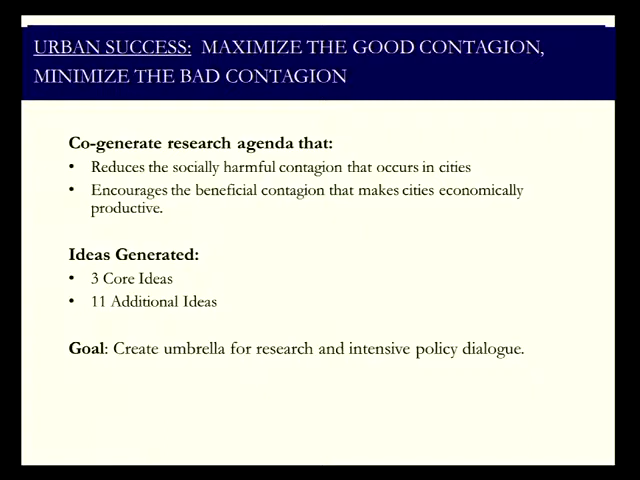 URBAN SUCCESS: MAXIMIZE THE GOOD CONTAGION,
MINIMIZE THE BAD CONTAGION
Co-generate research agenda that:
• Reduces the socially harmful contagion that occurs in cities
• Encourages the beneficial contagion that makes cities economically
productive.
Ideas Generated:
• 3 Core Ideas
• 11 Additional Ideas
Goal: Create umbrella for research and intensive policy dialogue.